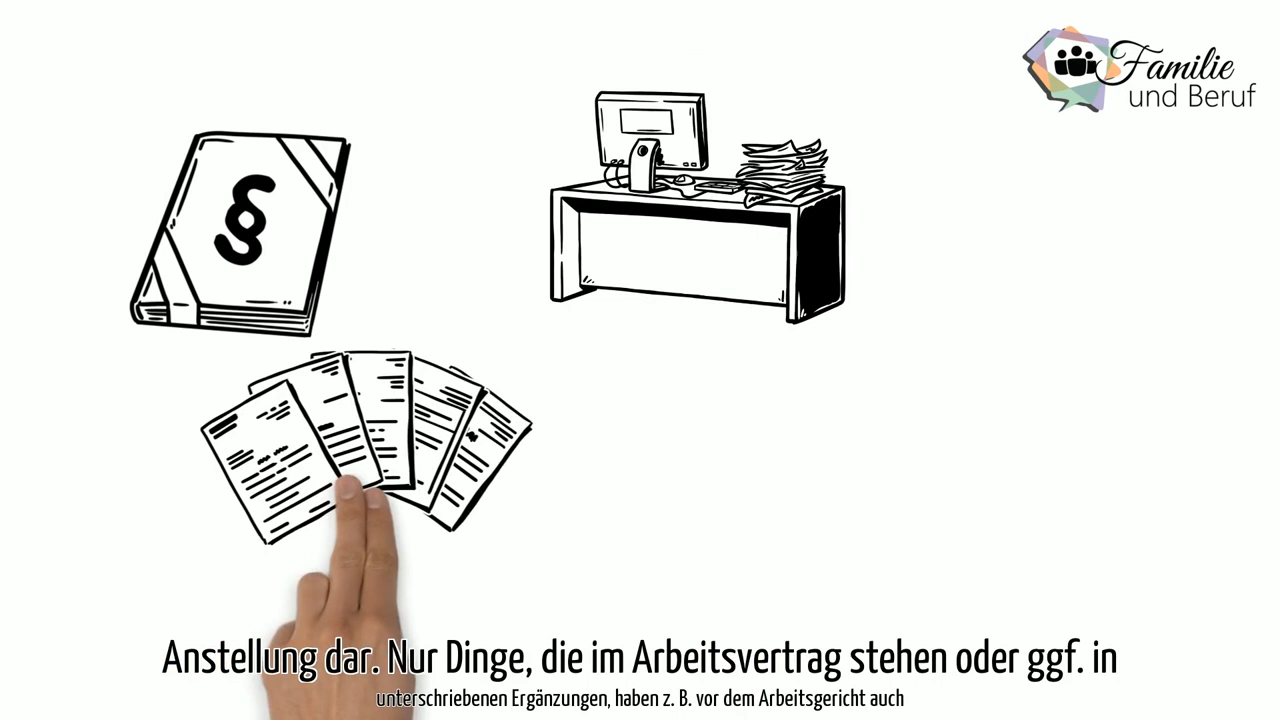 Familie
und Beruf
§
Anstellung dar. Nur Dinge, die im Arbeitsvertrag stehen oder ggf. in
unterschriebenen Ergänzungen, haben z. B. vor dem Arbeitsgericht auch